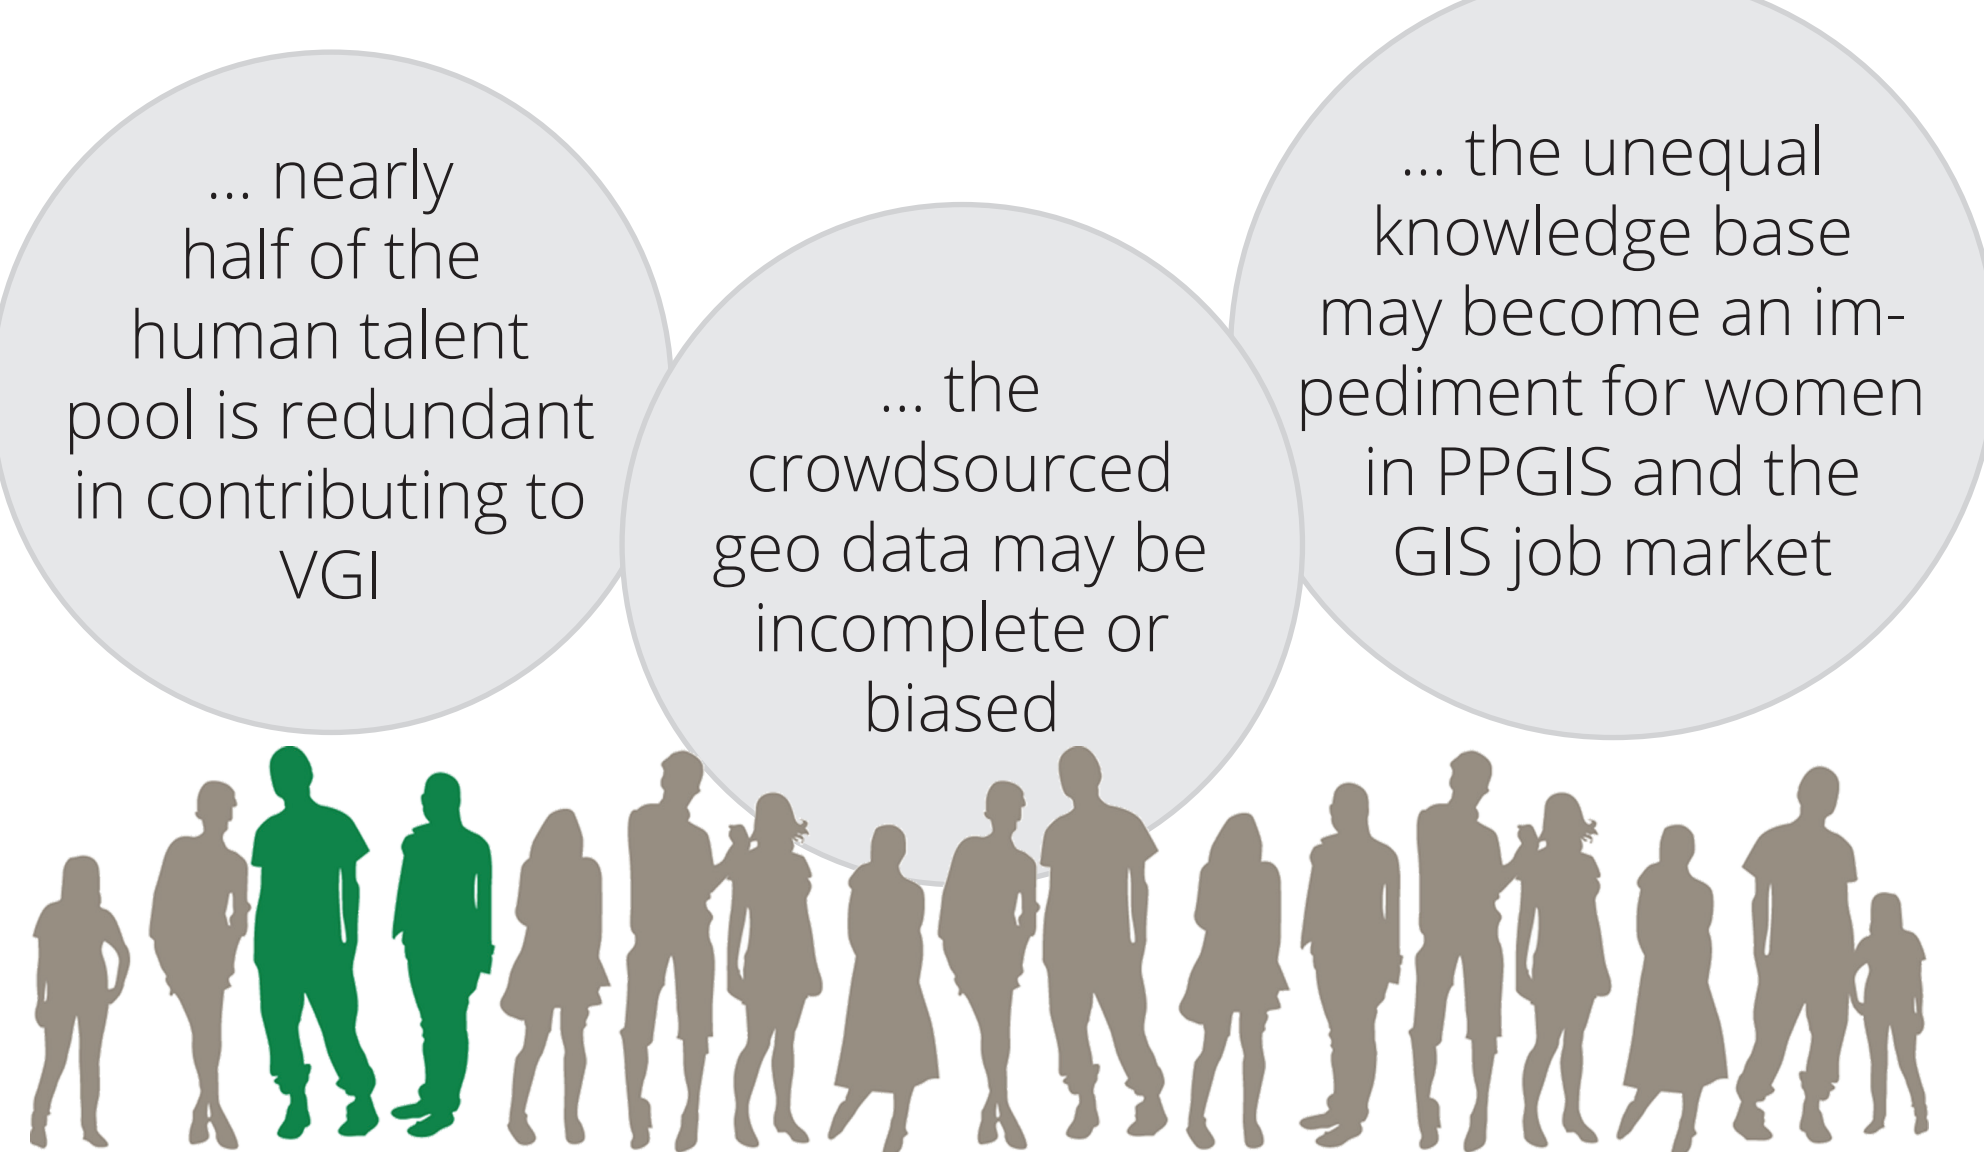 ... nearly
half of the
human talent
pool is redundant
in contributing to
VGI
... the
crowdsourced
geo data may be
incomplete or
biased
... the unequal
knowledge base
may become an im-
pediment for women
in PPGIS and the
GIS job market